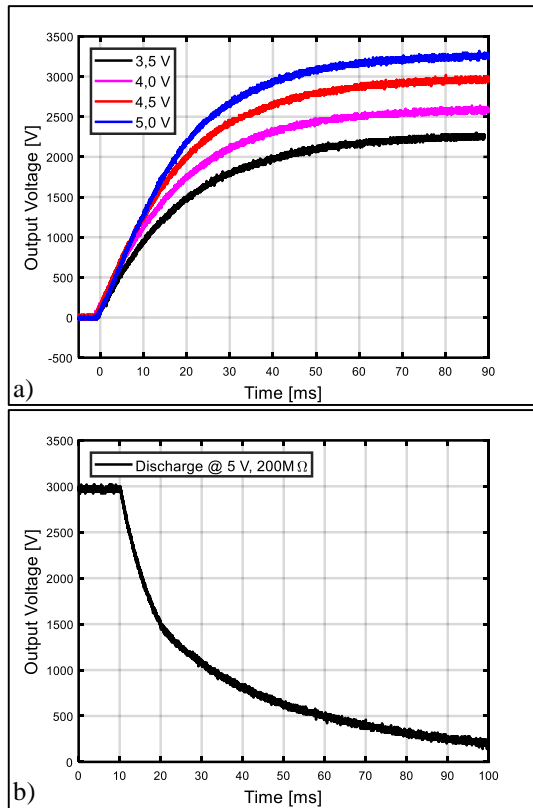 3500
3000
2500
2000
1500
1000
500
0
-500
Output Voltage [V]
3,5 V
4,0 V
4,5 V
5,0 V
0 10 20 30 40 50 60 70 80 90
Time [ms]
a)
3500
3000
2500
2000
1500
1000
500
0
Output Voltage [V]
Discharge @ 5 V, 200M Ω
0 10 20 30 40 50 60 70 80 90 100
Time [ms]
b)